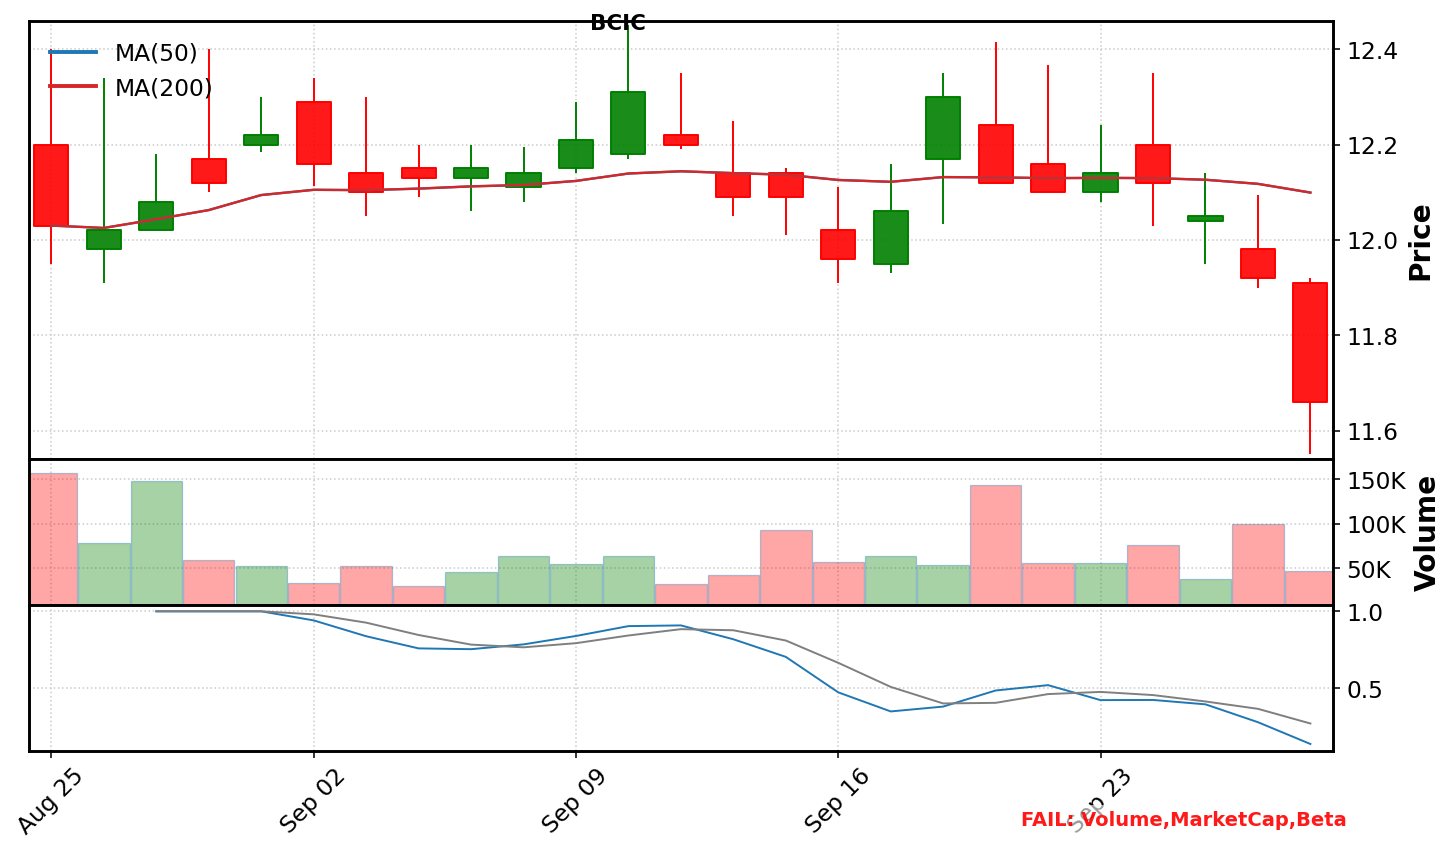 BCIC
MA(50)
MA(200)
12.4
12.2
12.0
11.8
11.6
Price
150K
100K
50K
Volume
1.0
0.5
Aug 25
Sep 02
Sep 09
Sep 16
Sep 23
FAIL: Volume,MarketCap,Beta